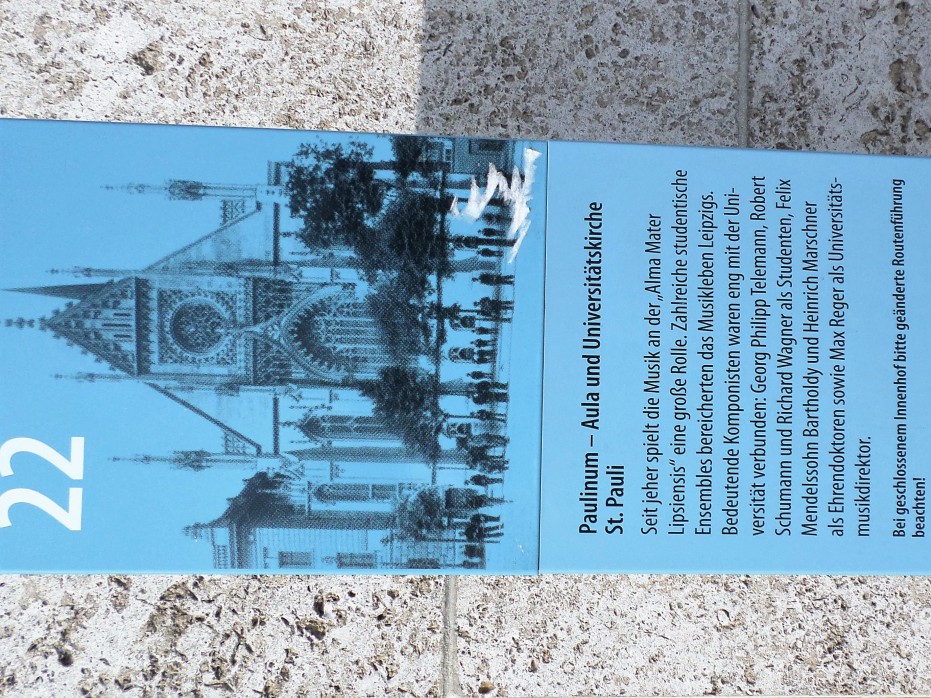 22
Paulinum – Aula und Universitätskirche
St. Pauli
Seit jeher spielt die Musik an der „Alma Mater
Lipsiensis“ eine große Rolle. Zahlreiche studentische
Ensembles bereicherten das Musikleben Leipzigs.
Bedeutende Komponisten waren eng mit der Uni-
versität verbunden: Georg Philipp Telemann, Robert
Schumann und Richard Wagner als Studenten, Felix
Mendelssohn Bartholdy und Heinrich Marschner
als Ehrendoktoren sowie Max Reger als Universitäts-
musikdirektor.
Bei geschlossenem Innenhof bitte geänderte Routenführung
beachten!